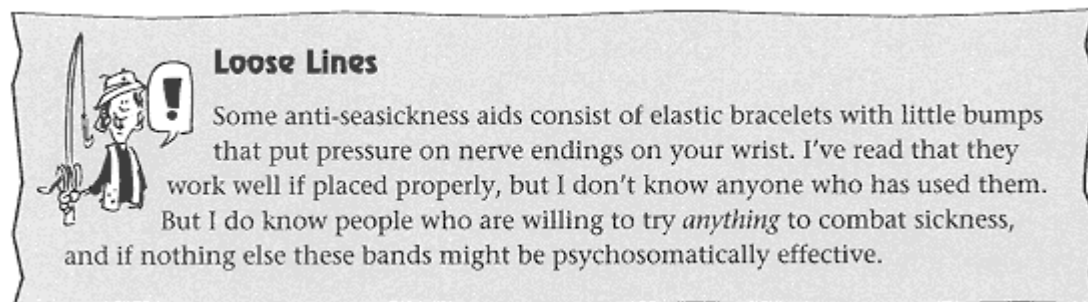 Loose Lines
!
Some anti-seasickness aids consist of elastic bracelets with little bumps
that put pressure on nerve endings on your wrist. I've read that they
work well if placed properly, but I don't know anyone who has used them.
But I do know people who are willing to try anything to combat sickness,
and if nothing else these bands might be psychosomatically effective.